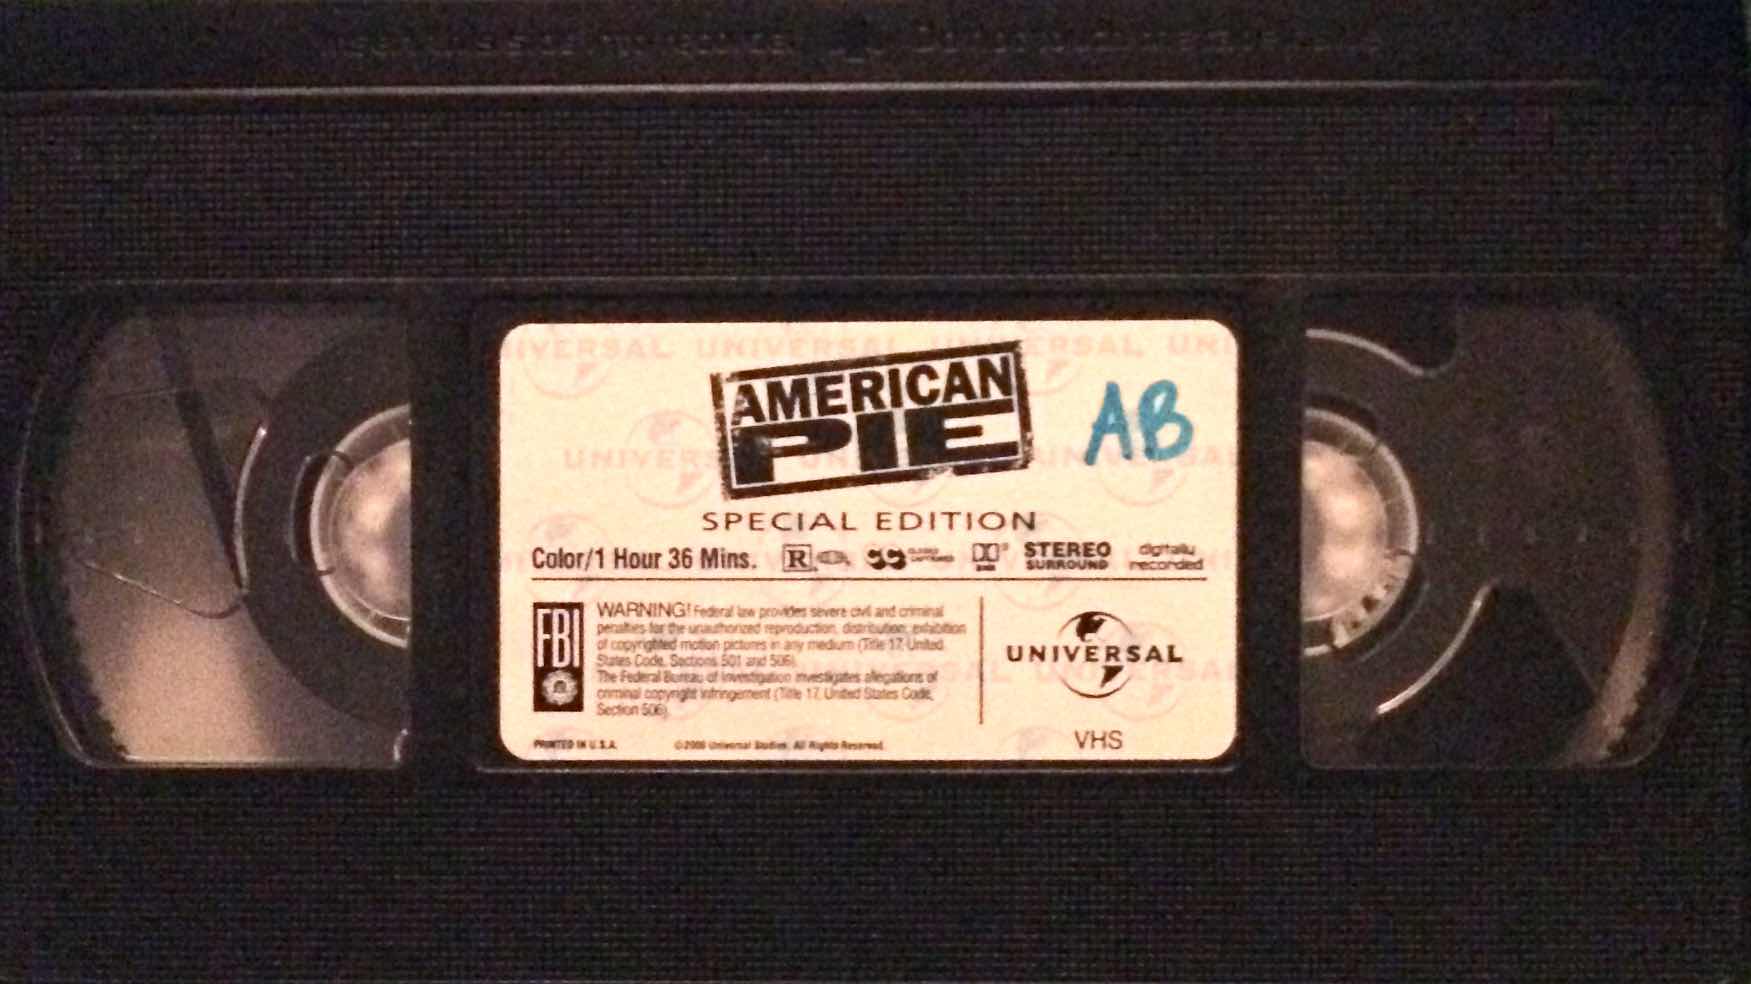 AMERICAN
PIE
AB
SPECIAL EDITION
Color/1 Hour 36 Mins.
R
CLOSED CAPTIONED
STEREO
SURROUND
digitally
recorded
FBI
WARNING! Federal law provides severe civil and criminal
penalties for the unauthorized reproduction, distribution, exhibition
of copyrighted motion pictures in any medium (Title 17, United
States Code, Sections 501 and 506).
The Federal Bureau of Investigation investigates allegations of
criminal copyright infringement (Title 17, United States Code,
Section 506).
UNIVERSAL
VHS
PRINTED IN U.S.A.
Universal Studios. All Rights Reserved.